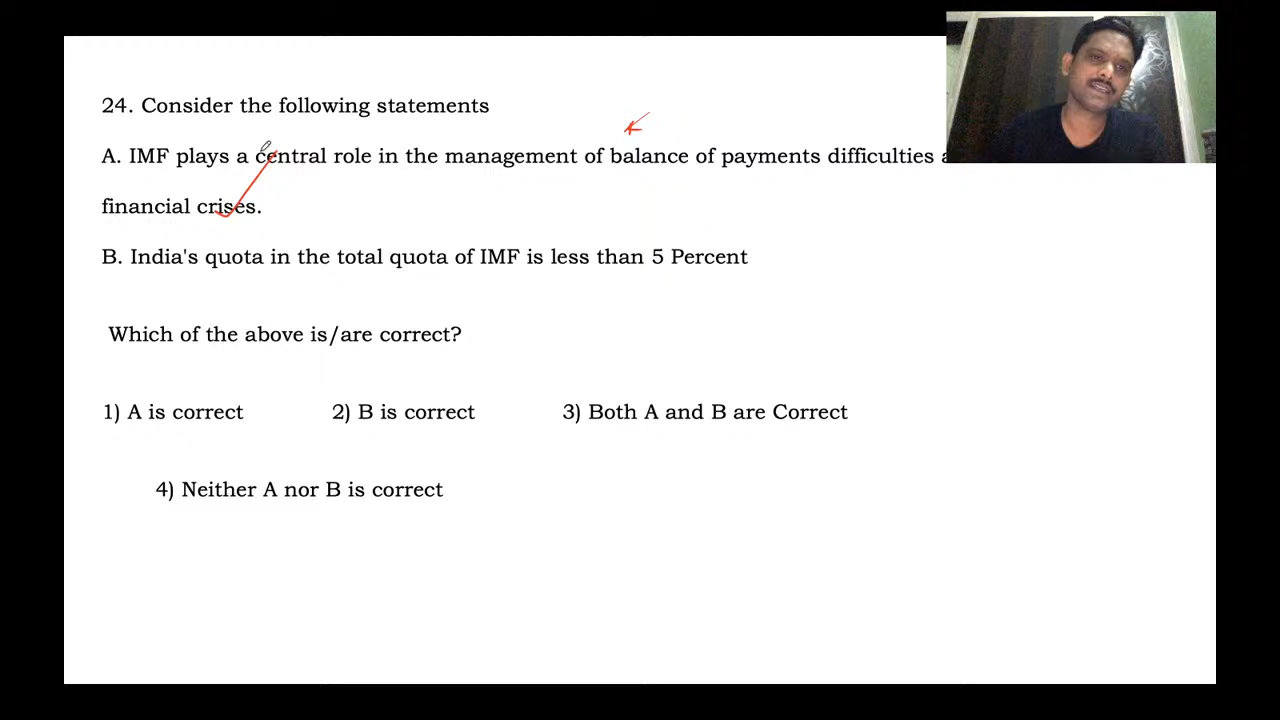 24. Consider the following statements
A. IMF plays a central role in the management of balance of payments difficulties
financial crises.
B. India's quota in the total quota of IMF is less than 5 Percent
Which of the above is/are correct?
1) A is correct 2) B is correct 3) Both A and B are Correct
4) Neither A nor B is correct